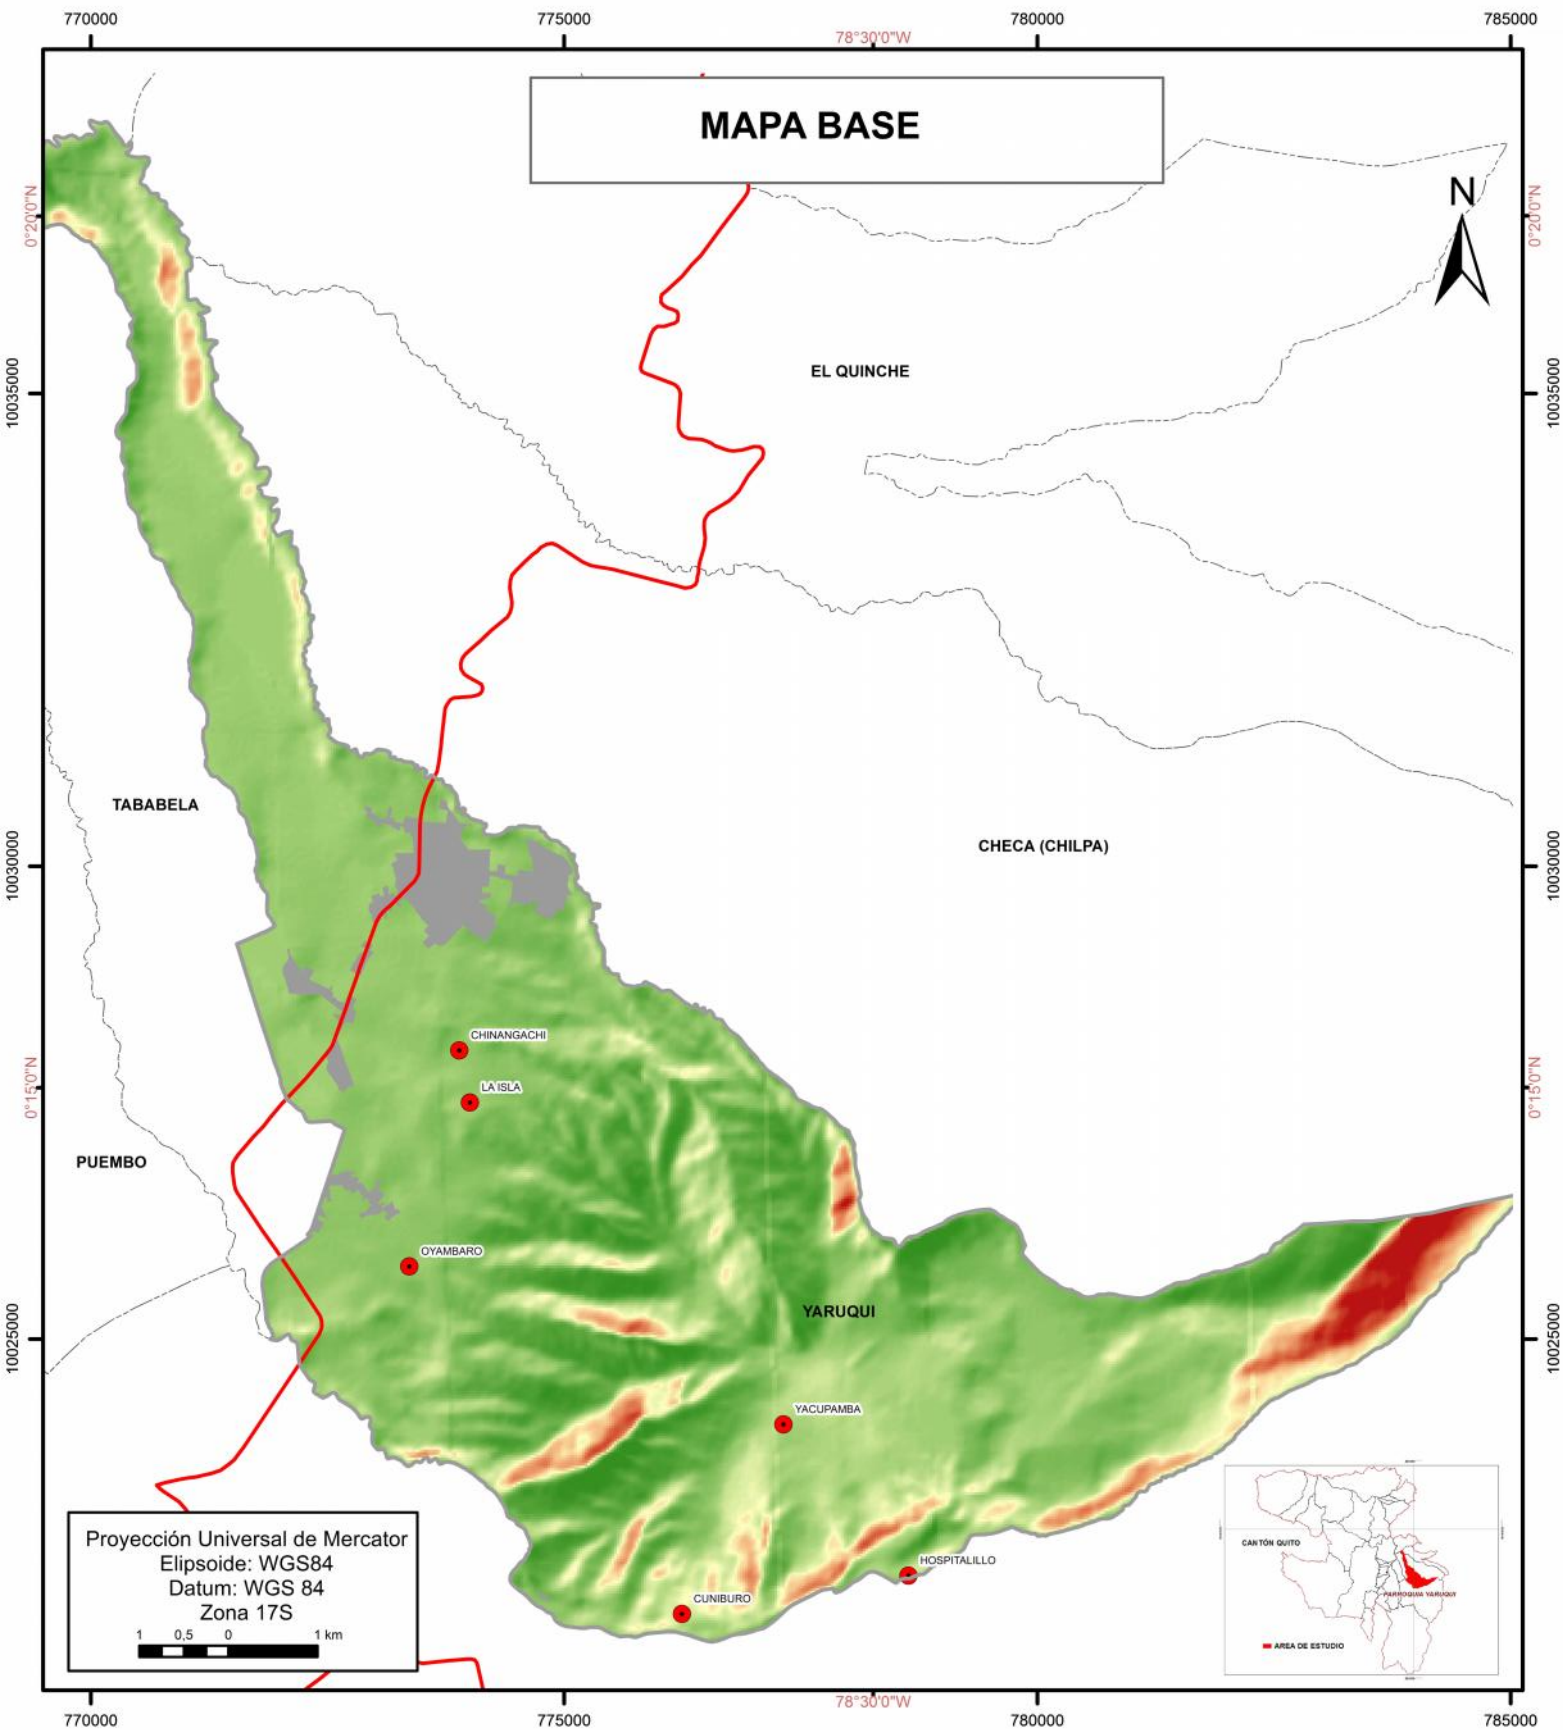 770000 775000 780000 785000
78°30'0"W
MAPA BASE
N
0°20'0"N 0°20'0"N
EL QUINCHE
10035000 10035000
TABABELA
CHECA (CHILPA)
10030000 10030000
CHINANGACHI
LA ISLA
0°15'0"N 0°15'0"N
PUEMBO
OYAMBARO
YARUQUI
10025000 10025000
YACUPAMBA
HOSPITALILLO
CUNIBURO
Proyección Universal de Mercator
Elipsoide: WGS84
Datum: WGS 84
Zona 17S
1 0,5 0 1 km
CANTÓN QUITO
PARROQUIA YARUQUI
AREA DE ESTUDIO
78°30'0"W
770000 775000 780000 785000